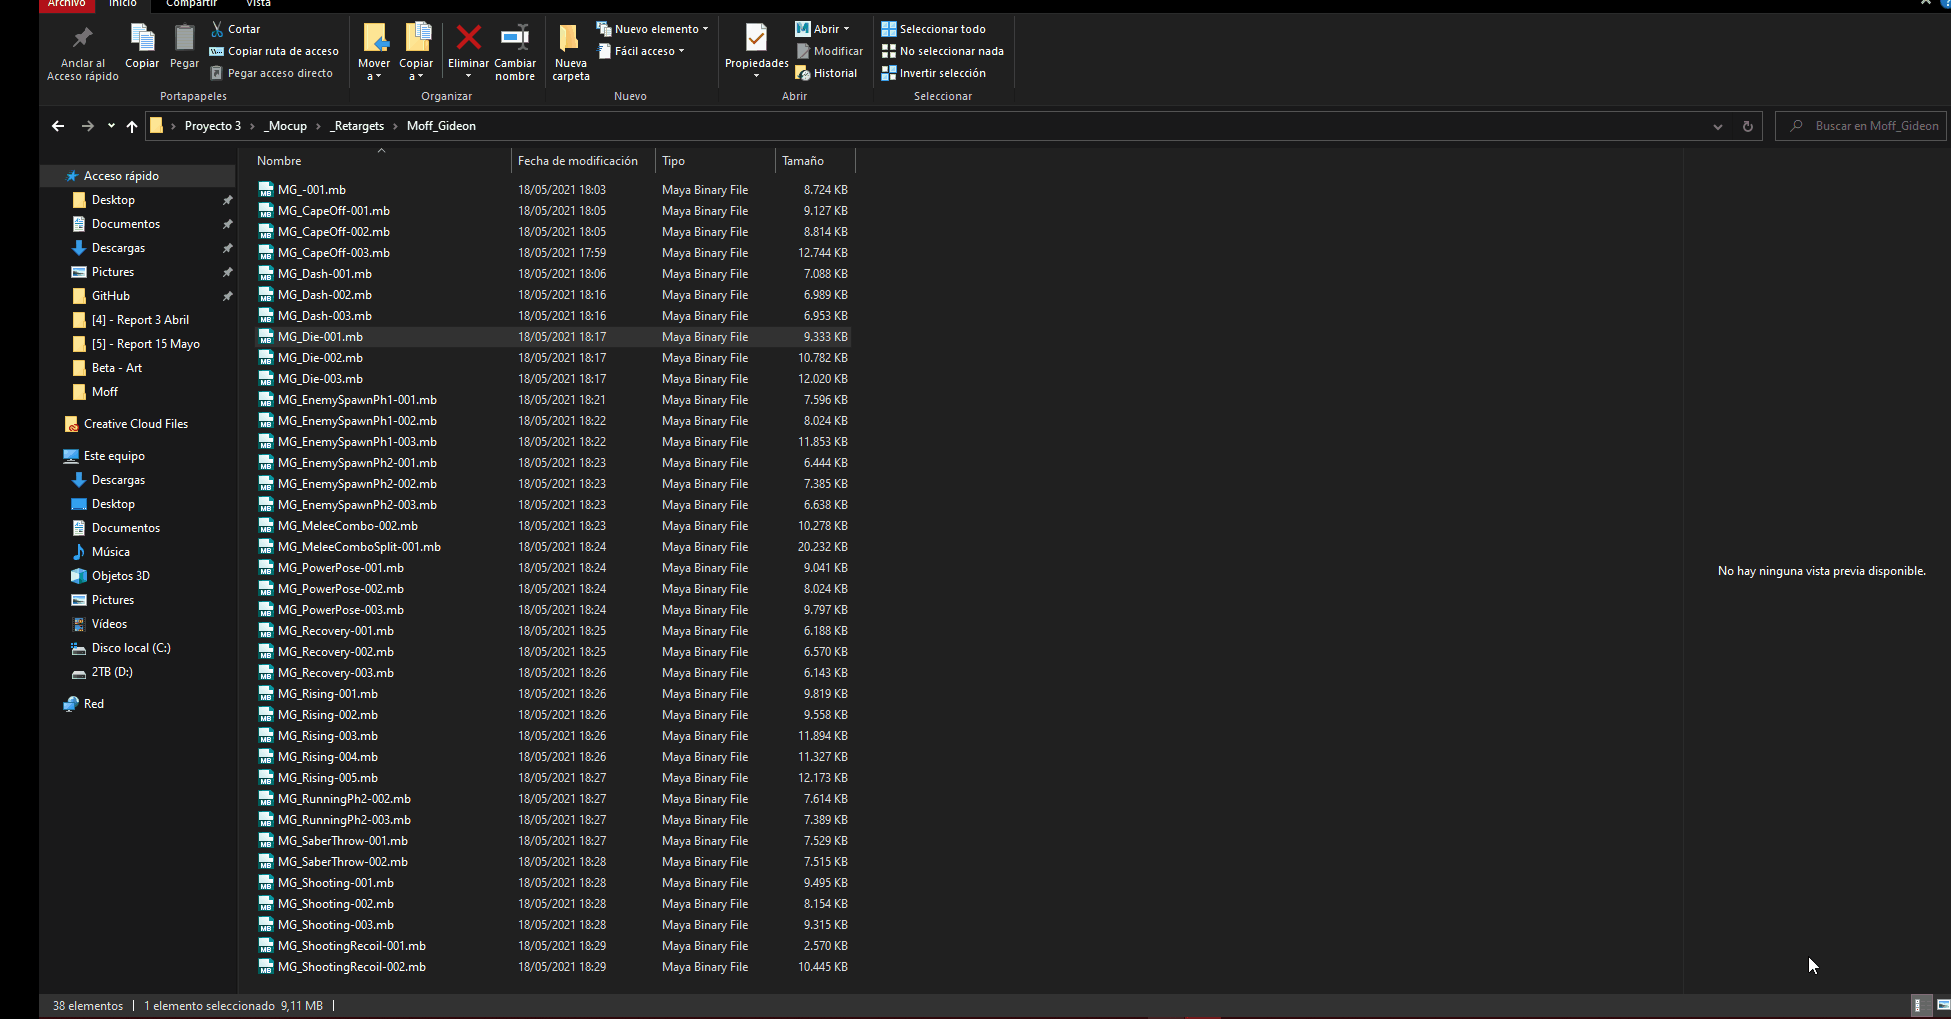 Archivo Inicio Compartir Vista
Anclar al Acceso rápido
Copiar
Pegar
Cortar
Copiar ruta de acceso
Pegar acceso directo
Portapapeles
Mover a
Copiar a
Eliminar
Cambiar nombre
Organizar
Nueva carpeta
Nuevo elemento
Fácil acceso
Nuevo
Propiedades
Abrir
Modificar
Historial
Abrir
Seleccionar todo
No seleccionar nada
Invertir selección
Seleccionar
Proyecto 3 › _Mocup › _Retargets › Moff_Gideon
Buscar en Moff_Gideon
Acceso rápido
Desktop
Documentos
Descargas
Pictures
GitHub
[4] - Report 3 Abril
[5] - Report 15 Mayo
Beta - Art
Moff
Creative Cloud Files
Este equipo
Descargas
Desktop
Documentos
Música
Objetos 3D
Pictures
Vídeos
Disco local (C:)
2TB (D:)
Red
Nombre Fecha de modificación Tipo Tamaño
MG_-001.mb 18/05/2021 18:03 Maya Binary File 8.724 KB
MG_CapeOff-001.mb 18/05/2021 18:05 Maya Binary File 9.127 KB
MG_CapeOff-002.mb 18/05/2021 18:05 Maya Binary File 8.814 KB
MG_CapeOff-003.mb 18/05/2021 17:59 Maya Binary File 12.744 KB
MG_Dash-001.mb 18/05/2021 18:06 Maya Binary File 7.088 KB
MG_Dash-002.mb 18/05/2021 18:16 Maya Binary File 6.989 KB
MG_Dash-003.mb 18/05/2021 18:16 Maya Binary File 6.953 KB
MG_Die-001.mb 18/05/2021 18:17 Maya Binary File 9.333 KB
MG_Die-002.mb 18/05/2021 18:17 Maya Binary File 10.782 KB
MG_Die-003.mb 18/05/2021 18:17 Maya Binary File 12.020 KB
MG_EnemySpawnPh1-001.mb 18/05/2021 18:21 Maya Binary File 7.596 KB
MG_EnemySpawnPh1-002.mb 18/05/2021 18:22 Maya Binary File 8.024 KB
MG_EnemySpawnPh1-003.mb 18/05/2021 18:22 Maya Binary File 11.853 KB
MG_EnemySpawnPh2-001.mb 18/05/2021 18:23 Maya Binary File 6.444 KB
MG_EnemySpawnPh2-002.mb 18/05/2021 18:23 Maya Binary File 7.385 KB
MG_EnemySpawnPh2-003.mb 18/05/2021 18:23 Maya Binary File 6.638 KB
MG_MeleeCombo-002.mb 18/05/2021 18:23 Maya Binary File 10.278 KB
MG_MeleeComboSplit-001.mb 18/05/2021 18:24 Maya Binary File 20.232 KB
MG_PowerPose-001.mb 18/05/2021 18:24 Maya Binary File 9.041 KB
MG_PowerPose-002.mb 18/05/2021 18:24 Maya Binary File 8.024 KB
MG_PowerPose-003.mb 18/05/2021 18:24 Maya Binary File 9.797 KB
MG_Recovery-001.mb 18/05/2021 18:25 Maya Binary File 6.188 KB
MG_Recovery-002.mb 18/05/2021 18:25 Maya Binary File 6.570 KB
MG_Recovery-003.mb 18/05/2021 18:26 Maya Binary File 6.143 KB
MG_Rising-001.mb 18/05/2021 18:26 Maya Binary File 9.819 KB
MG_Rising-002.mb 18/05/2021 18:26 Maya Binary File 9.558 KB
MG_Rising-003.mb 18/05/2021 18:26 Maya Binary File 11.894 KB
MG_Rising-004.mb 18/05/2021 18:26 Maya Binary File 11.327 KB
MG_Rising-005.mb 18/05/2021 18:27 Maya Binary File 12.173 KB
MG_RunningPh2-002.mb 18/05/2021 18:27 Maya Binary File 7.614 KB
MG_RunningPh2-003.mb 18/05/2021 18:27 Maya Binary File 7.389 KB
MG_SaberThrow-001.mb 18/05/2021 18:27 Maya Binary File 7.529 KB
MG_SaberThrow-002.mb 18/05/2021 18:28 Maya Binary File 7.515 KB
MG_Shooting-001.mb 18/05/2021 18:28 Maya Binary File 9.495 KB
MG_Shooting-002.mb 18/05/2021 18:28 Maya Binary File 8.154 KB
MG_Shooting-003.mb 18/05/2021 18:28 Maya Binary File 9.315 KB
MG_ShootingRecoil-001.mb 18/05/2021 18:29 Maya Binary File 2.570 KB
MG_ShootingRecoil-002.mb 18/05/2021 18:29 Maya Binary File 10.445 KB
No hay ninguna vista previa disponible.
38 elementos | 1 elemento seleccionado 9,11 MB |